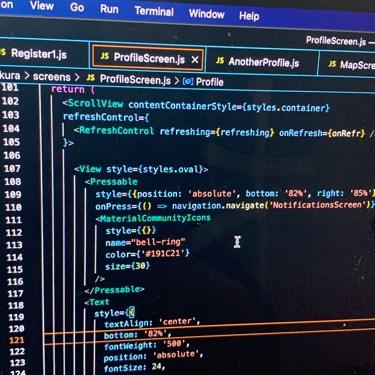 on View Go Run Terminal Window Help
ProfileScreen.js —
JS Register1.js JS ProfileScreen.js × JS AnotherProfile.js JS MapScre
kura > screens > JS ProfileScreen.js > Profile
101 return (
102 <ScrollView contentContainerStyle={styles.container}
103 refreshControl={
104 <RefreshControl refreshing={refreshing} onRefresh={onRefr} /
105 }>
106
107 <View style={styles.oval}>
108 <Pressable
109 style={{position: 'absolute', bottom: '82%', right: '85%'}
110 onPress={() => navigation.navigate('NotificationsScreen')}
111 <MaterialCommunityIcons
112 style={{}}
113 name="bell-ring"
114 color={'#191C21'}
115 size={30}
116 />
117 </Pressable>
118 <Text
119 style={{
120 textAlign: 'center',
121 bottom: '82%',
122 fontWeight: '500',
123 position: 'absolute',
124 fontSize: 24,